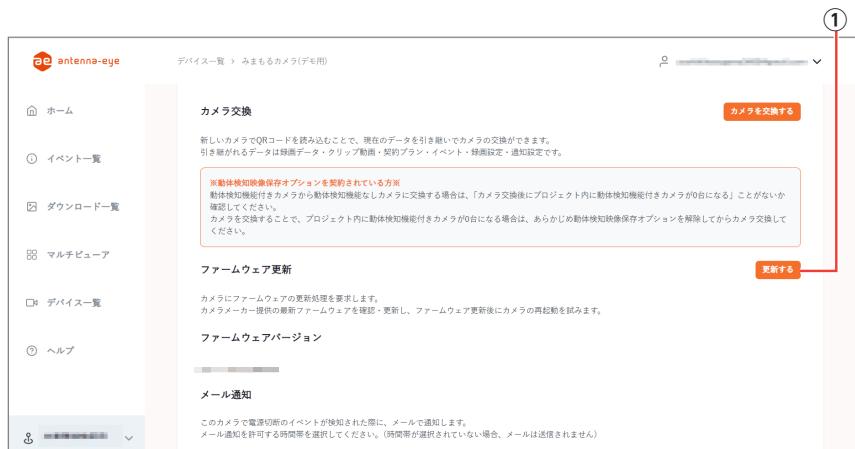 ①
ae antenna-eye
デバイス一覧 › みまもるカメラ(デモ用)
ホーム
イベント一覧
ダウンロード一覧
マルチビューア
デバイス一覧
ヘルプ
カメラ交換
カメラを交換する
新しいカメラでQRコードを読み込むことで、現在のデータを引き継いでカメラの交換ができます。
引き継がれるデータは録画データ・クリップ動画・契約プラン・イベント・録画設定・通知設定です。
※動体検知映像保存オプションを契約されている方※
動体検知機能付きカメラから動体検知機能なしカメラに交換する場合は、「カメラ交換後にプロジェクト内に動体検知機能付きカメラが0台になる」ことがないか
確認してください。
カメラを交換することで、プロジェクト内に動体検知機能付きカメラが0台になる場合は、あらかじめ動体検知映像保存オプションを解除してからカメラ交換して
ください。
ファームウェア更新
更新する
カメラにファームウェアの更新処理を要求します。
カメラメーカー提供の最新ファームウェアを確認・更新し、ファームウェア更新後にカメラの再起動を試みます。
ファームウェアバージョン
メール通知
このカメラで電源切断のイベントが検知された際に、メールで通知します。
メール通知を許可する時間帯を選択してください。(時間帯が選択されていない場合、メールは送信されません)